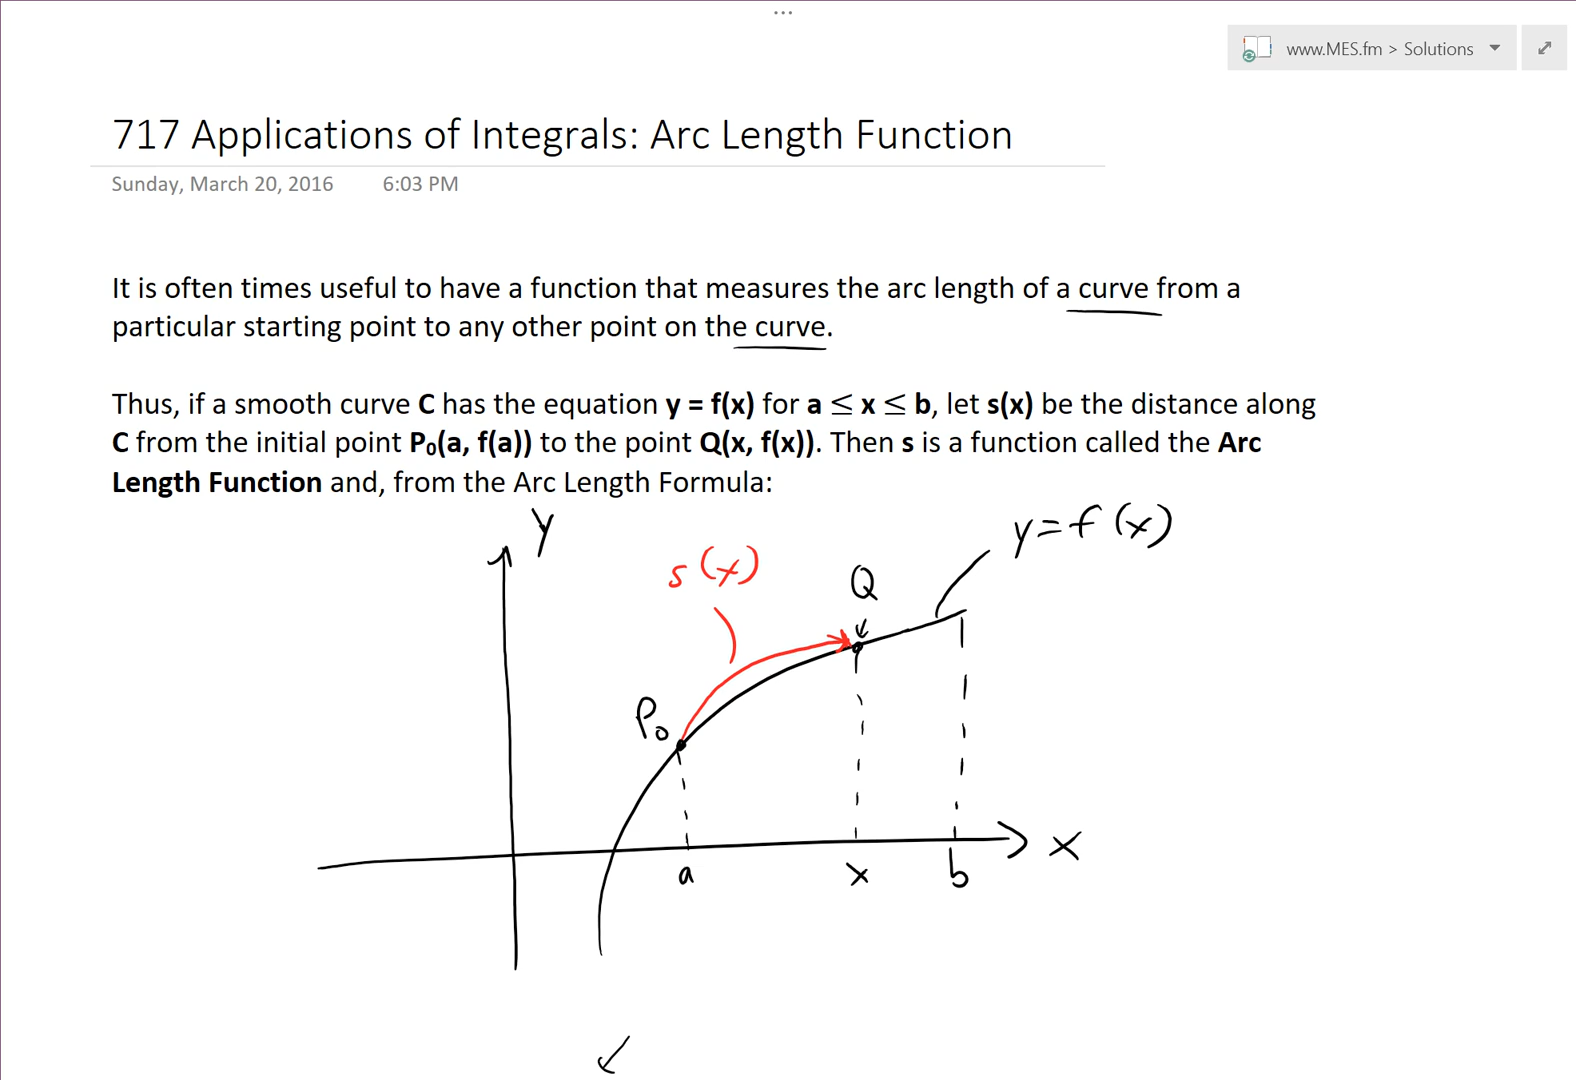 www.MES.fm > Solutions
717 Applications of Integrals: Arc Length Function
Sunday, March 20, 2016 6:03 PM
It is often times useful to have a function that measures the arc length of a curve from a
particular starting point to any other point on the curve.
Thus, if a smooth curve C has the equation y = f(x) for a ≤ x ≤ b, let s(x) be the distance along
C from the initial point P₀(a, f(a)) to the point Q(x, f(x)). Then s is a function called the Arc
Length Function and, from the Arc Length Formula:
y
y = f(x)
s(x)
Q
P₀
x
a
x
b